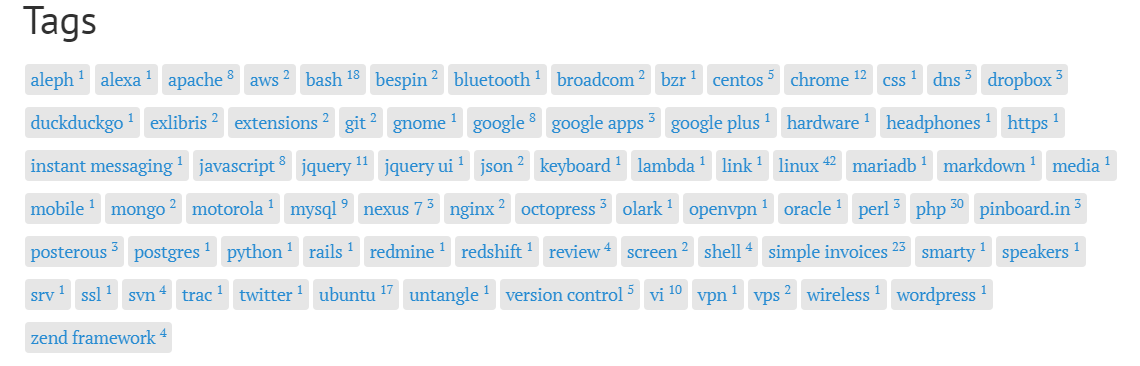 Tags
aleph 1 alexa 1 apache 8 aws 2 bash 18 bespin 2 bluetooth 1 broadcom 2 bzr 1 centos 5 chrome 12 css 1 dns 3 dropbox 3
duckduckgo 1 exlibris 2 extensions 2 git 2 gnome 1 google 8 google apps 3 google plus 1 hardware 1 headphones 1 https 1
instant messaging 1 javascript 8 jquery 11 jquery ui 1 json 2 keyboard 1 lambda 1 link 1 linux 42 mariadb 1 markdown 1 media 1
mobile 1 mongo 2 motorola 1 mysql 9 nexus 7 3 nginx 2 octopress 3 olark 1 openvpn 1 oracle 1 perl 3 php 30 pinboard.in 3
posterous 3 postgres 1 python 1 rails 1 redmine 1 redshift 1 review 4 screen 2 shell 4 simple invoices 23 smarty 1 speakers 1
srv 1 ssl 1 svn 4 trac 1 twitter 1 ubuntu 17 untangle 1 version control 5 vi 10 vpn 1 vps 2 wireless 1 wordpress 1
zend framework 4